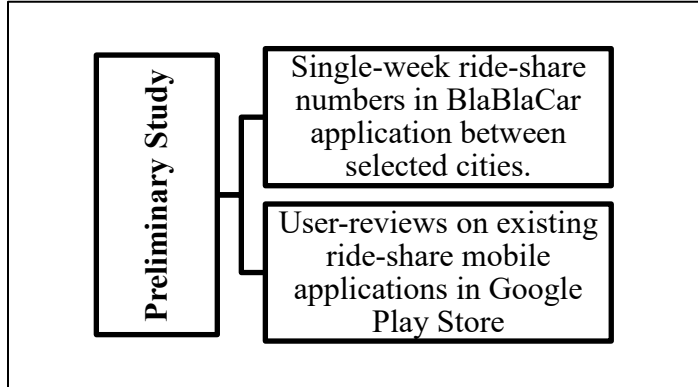 Preliminary Study
Single-week ride-share
numbers in BlaBlaCar
application between
selected cities.
User-reviews on existing
ride-share mobile
applications in Google
Play Store